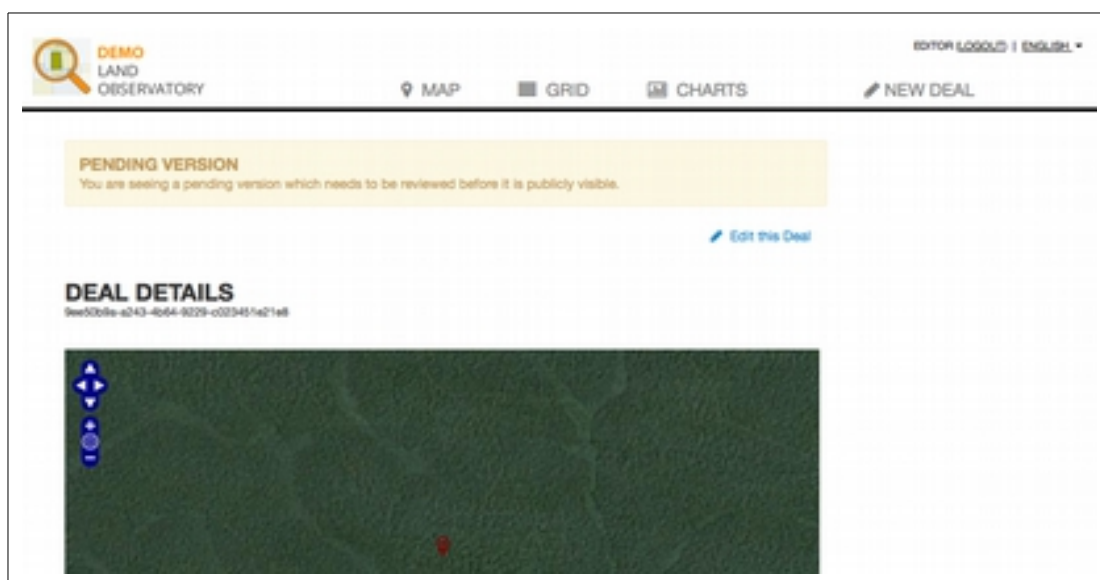 DEMO
LAND
OBSERVATORY
EDITOR (LOGOUT) | ENGLISH
MAP
GRID
CHARTS
NEW DEAL
PENDING VERSION
You are seeing a pending version which needs to be reviewed before it is publicly visible.
Edit this Deal
DEAL DETAILS